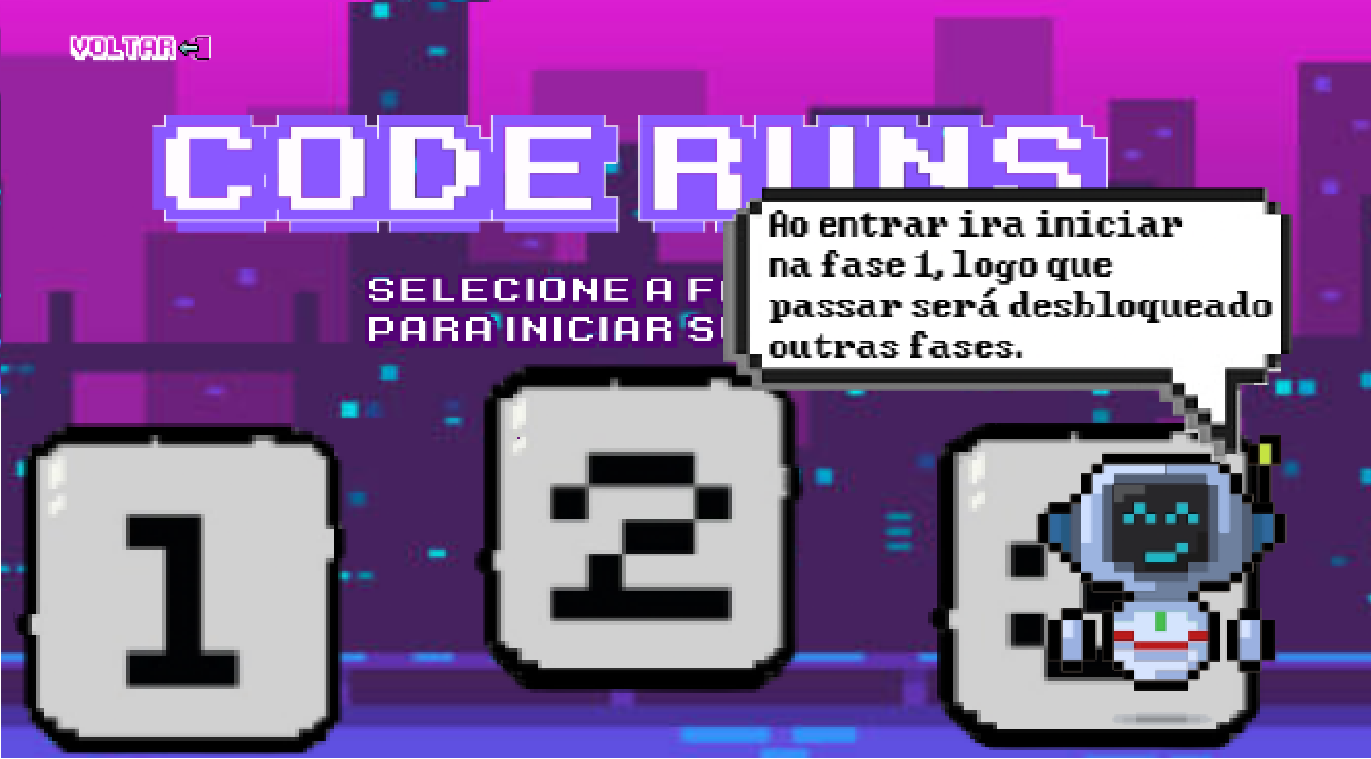 VOLTAR
CODE RUNS
Ao entrar ira iniciar
na fase 1, logo que
passar será desbloqueado
outras fases.
SELECIONE A
PARA INICIAR
1
2